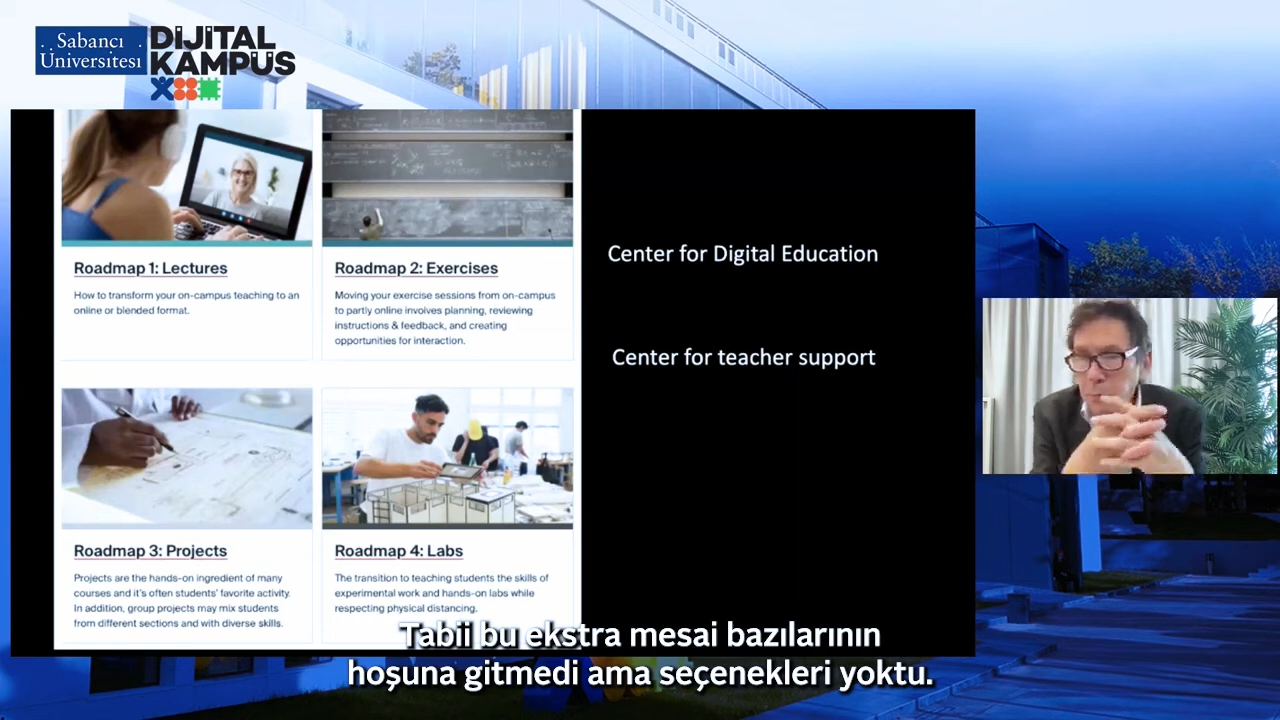 Sabancı
Üniversitesi
DIJITAL
KAMPUS
Roadmap 1: Lectures
How to transform your on-campus teaching to an
online or blended format.
Roadmap 2: Exercises
Moving your exercise sessions from on-campus
to partly online involves planning, reviewing
instructions & feedback, and creating
opportunities for interaction.
Center for Digital Education
Center for teacher support
Roadmap 3: Projects
Projects are the hands-on ingredient of many
courses and it's often students' favorite activity.
In addition, group projects may mix students
from different sections and with diverse skills.
Roadmap 4: Labs
The transition to teaching students the skills of
experimental work and hands-on labs while
respecting physical distancing.
Tabii bu ekstra mesai bazılarının
hoşuna gitmedi ama seçenekleri yoktu.